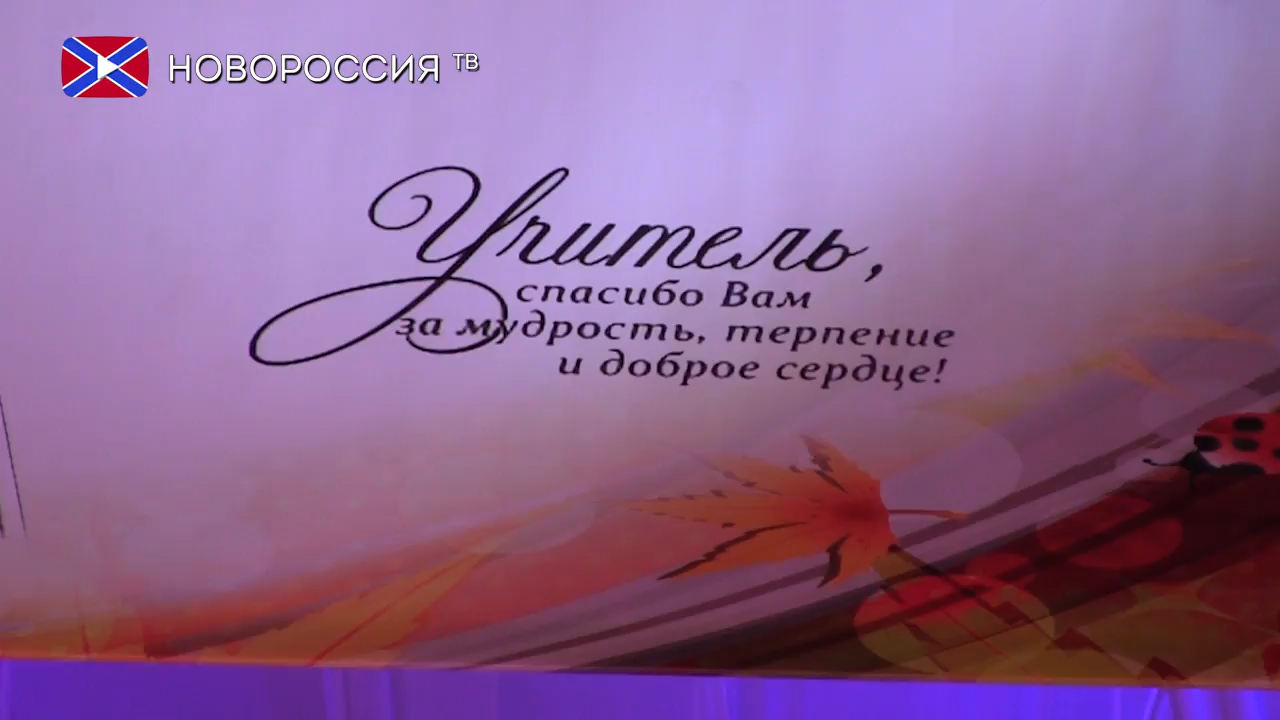 НОВОРОССИЯ ТВ
Учитель,
спасибо Вам
за мудрость, терпение
и доброе сердце!